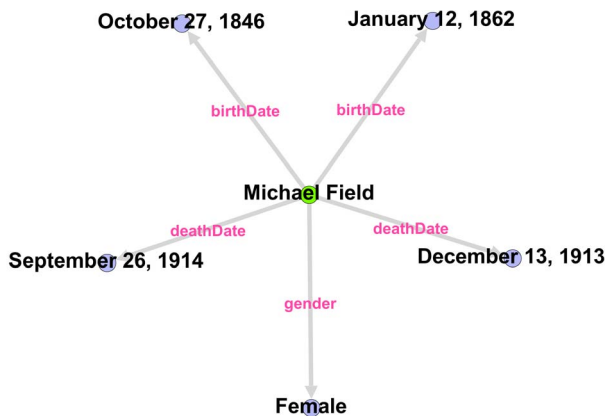 October 27, 1846
January 12, 1862
birthDate
birthDate
Michael Field
deathDate
deathDate
September 26, 1914
December 13, 1913
gender
Female